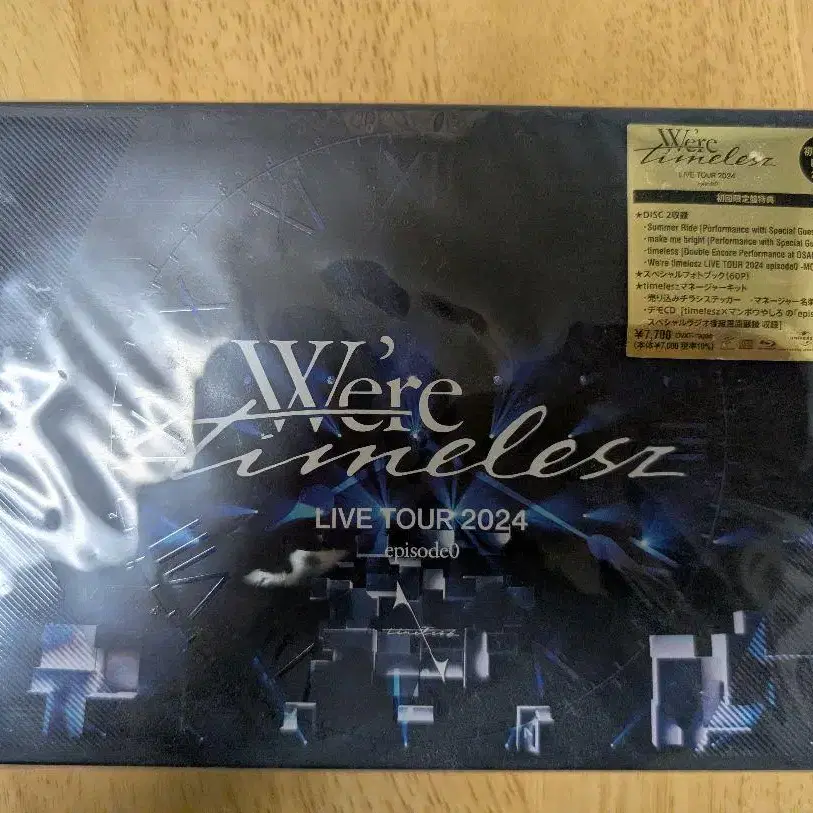 We're
timelesz
LIVE TOUR 2024
episode0
初回限定盤特典
★DISC 2収録
・Summer Ride [Performance with Special Gues
・make me bright [Performance with Special Gu
・timeless [Double Encore Performance at OSA
・We're timelesz LIVE TOUR 2024 episode0 -MC
★スペシャルフォトブック(60P)
★timeleszマネージャーキット
・売り込みチラシステッカー ・マネージャー名刺
・デモCD [timelesz×マンボウやしろ の「epis
スペシャルラジオ 収録]
¥7,700
(本体¥7,000 税率10%)
We're
timelesz
LIVE TOUR 2024
episode0
timelesz